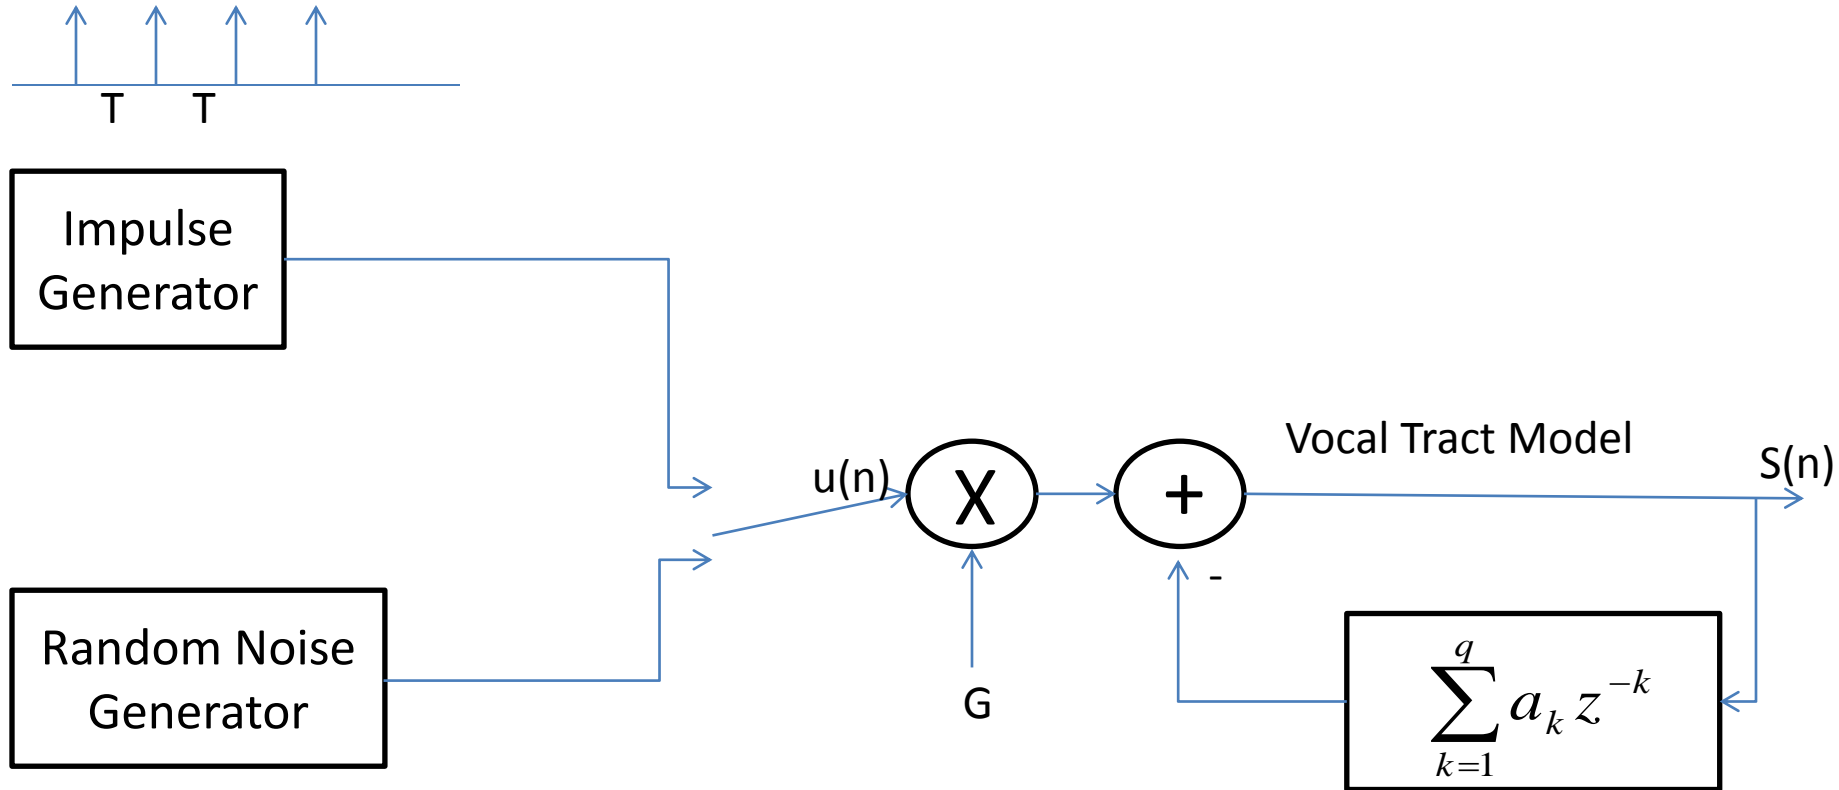 T T
Impulse
Generator
Random Noise
Generator
u(n)
X
G
+
-
Vocal Tract Model
S(n)
q
∑ a_k z^{-k}
k=1